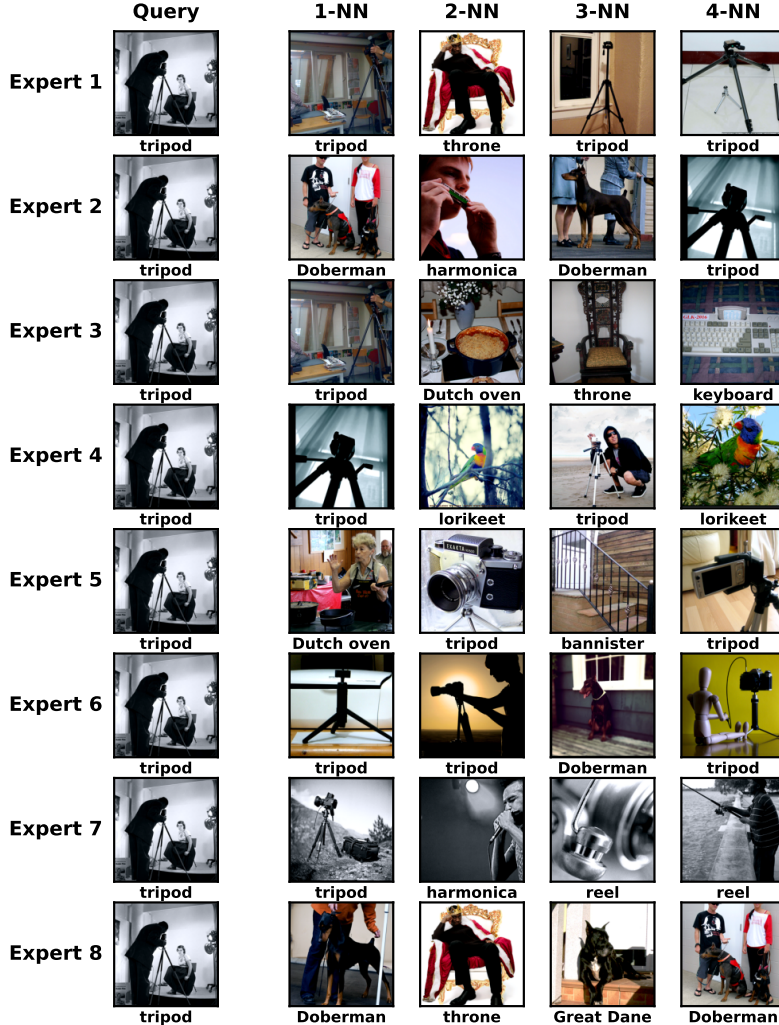 Query 1-NN 2-NN 3-NN 4-NN
Expert 1
tripod tripod throne tripod tripod
Expert 2
tripod Doberman harmonica Doberman tripod
Expert 3
tripod tripod Dutch oven throne keyboard
Expert 4
tripod tripod lorikeet tripod lorikeet
Expert 5
EXAKTA
tripod Dutch oven tripod bannister tripod
Expert 6
tripod tripod tripod Doberman tripod
Expert 7
tripod tripod harmonica reel reel
Expert 8
tripod Doberman throne Great Dane Doberman